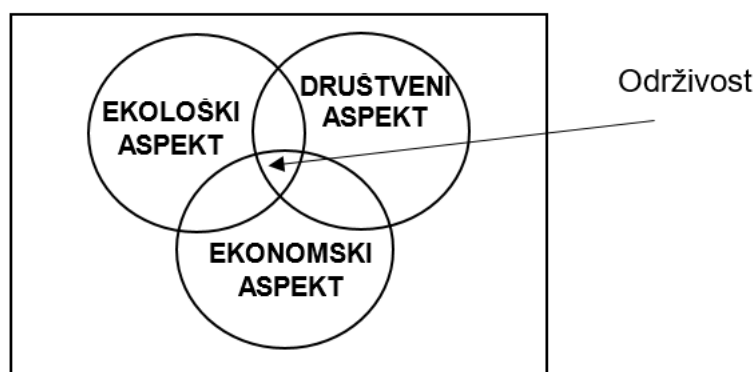 EKOLOŠKI
ASPEKT
DRUŠTVENI
ASPEKT
Održivost
EKONOMSKI
ASPEKT